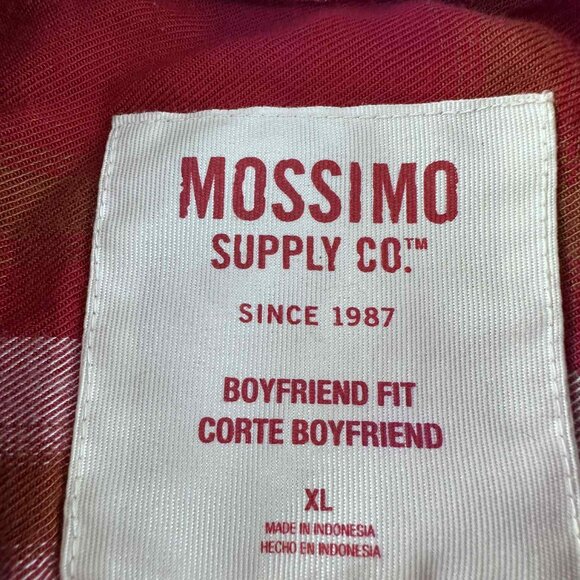 MOSSIMO
SUPPLY CO.™
SINCE 1987
BOYFRIEND FIT
CORTE BOYFRIEND
XL
MADE IN INDONESIA
HECHO EN INDONESIA